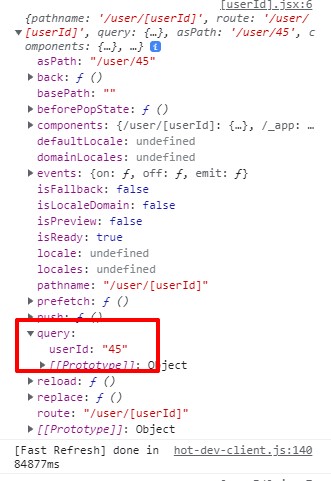 [userId].jsx:6
{pathname: '/user/[userId]', route: '/user/
[userId]', query: {…}, asPath: '/user/45', c
omponents: {…}, …}
asPath: "/user/45"
back: ƒ ()
basePath: ""
beforePopState: ƒ ()
components: {/user/[userId]: {…}, /_app: …
defaultLocale: undefined
domainLocales: undefined
events: {on: ƒ, off: ƒ, emit: ƒ}
isFallback: false
isLocaleDomain: false
isPreview: false
isReady: true
locale: undefined
locales: undefined
pathname: "/user/[userId]"
prefetch: ƒ ()
push: ƒ ()
query:
userId: "45"
[[Prototype]]: Object
reload: ƒ ()
replace: ƒ ()
route: "/user/[userId]"
[[Prototype]]: Object
[Fast Refresh] done in hot-dev-client.js:140
84877ms